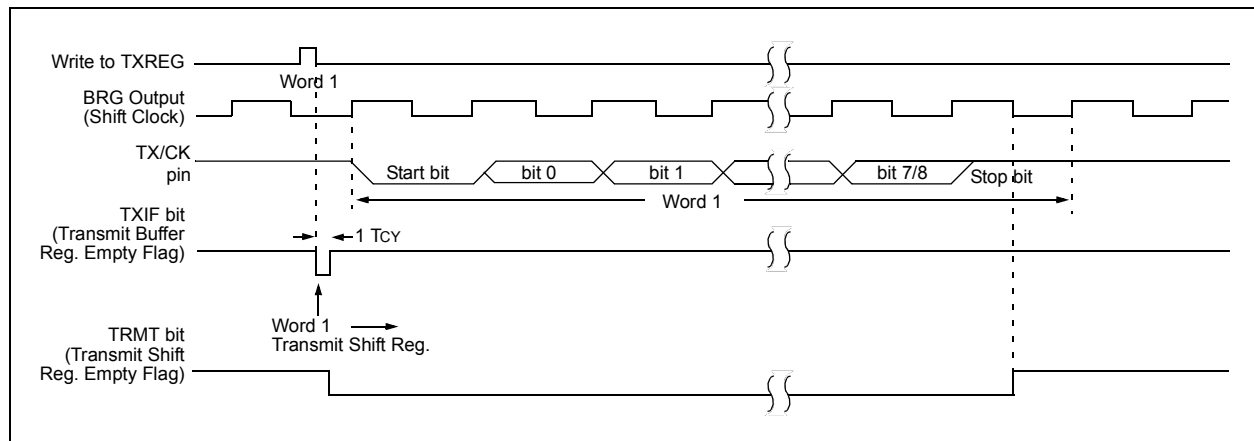 Write to TXREG
Word 1
BRG Output
(Shift Clock)
TX/CK
pin
Start bit
bit 0
bit 1
bit 7/8
Stop bit
Word 1
TXIF bit
(Transmit Buffer
Reg. Empty Flag)
1 TCY
Word 1
Transmit Shift Reg.
TRMT bit
(Transmit Shift
Reg. Empty Flag)